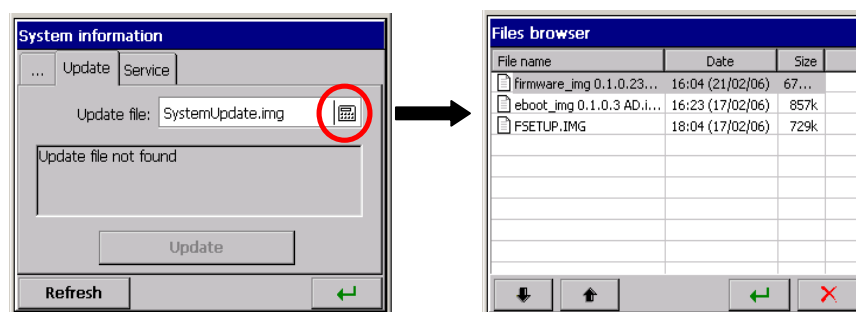 System information
... Update Service
Update file: SystemUpdate.img
Update file not found
Update
Refresh
Files browser
File name Date Size
firmware_img 0.1.0.23... 16:04 (21/02/06) 67...
eboot_img 0.1.0.3 AD.i... 16:23 (17/02/06) 857k
FSETUP.IMG 18:04 (17/02/06) 729k